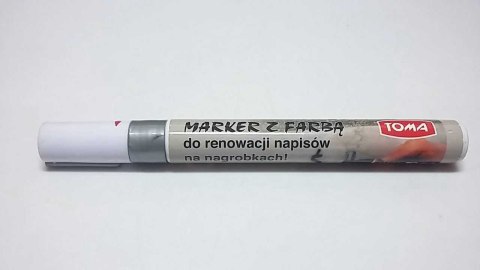 MARKER Z FARBĄ
do renowacji napisów
na nagrobkach!
TOMA